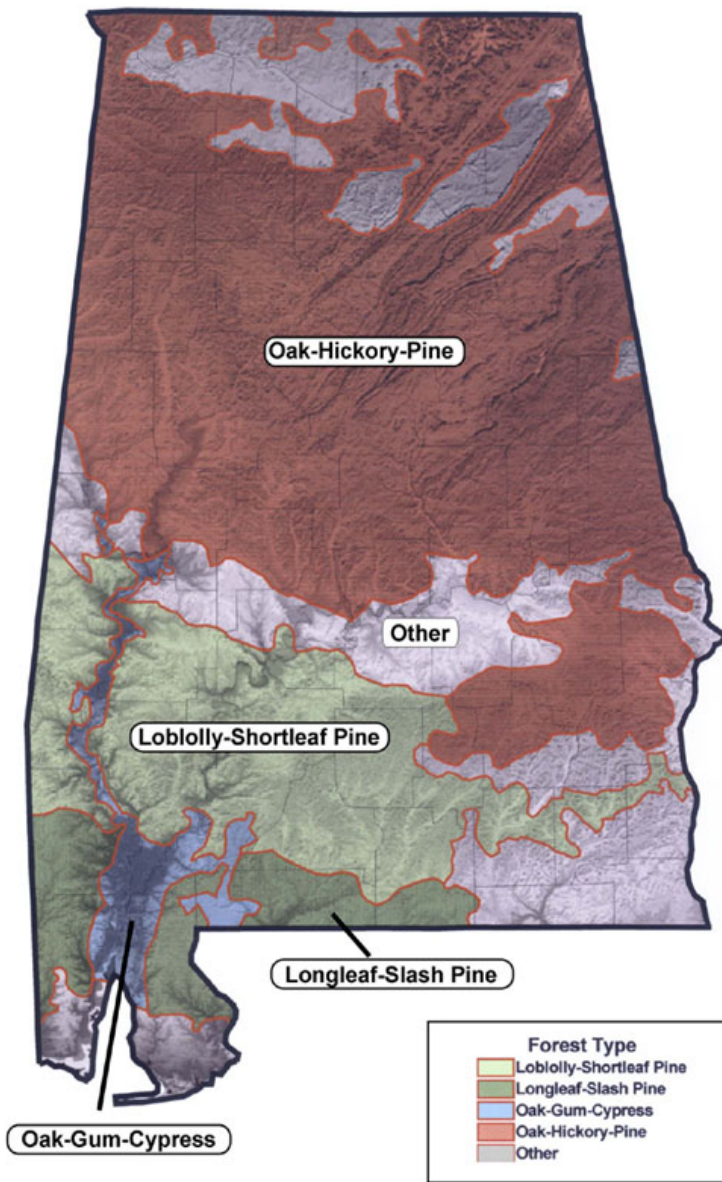 Oak-Hickory-Pine
Other
Loblolly-Shortleaf Pine
Longleaf-Slash Pine
Oak-Gum-Cypress
Forest Type
Loblolly-Shortleaf Pine
Longleaf-Slash Pine
Oak-Gum-Cypress
Oak-Hickory-Pine
Other